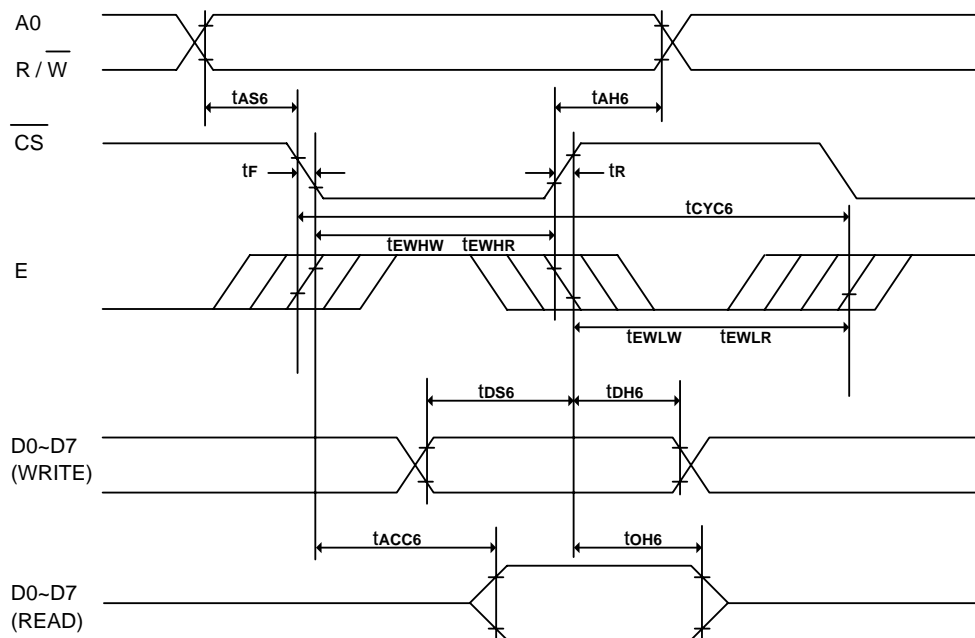 A0
R / W
tAS6 tAH6
CS
tF tR
tCYC6
tEWHW tEWHR
E
tEWLW tEWLR
tDS6 tDH6
D0~D7
(WRITE)
tACC6 tOH6
D0~D7
(READ)